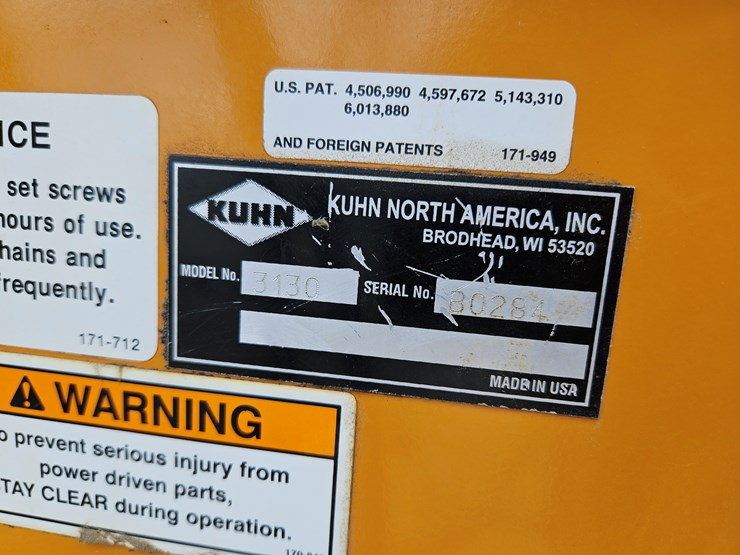 U.S. PAT. 4,506,990 4,597,672 5,143,310
6,013,880
AND FOREIGN PATENTS 171-949
ICE
set screws
hours of use.
hains and
requently.
171-712
KUHN
KUHN NORTH AMERICA, INC.
BRODHEAD, WI 53520
MODEL No. 3130 SERIAL No.
MADE IN USA
WARNING
o prevent serious injury from
power driven parts,
STAY CLEAR during operation.